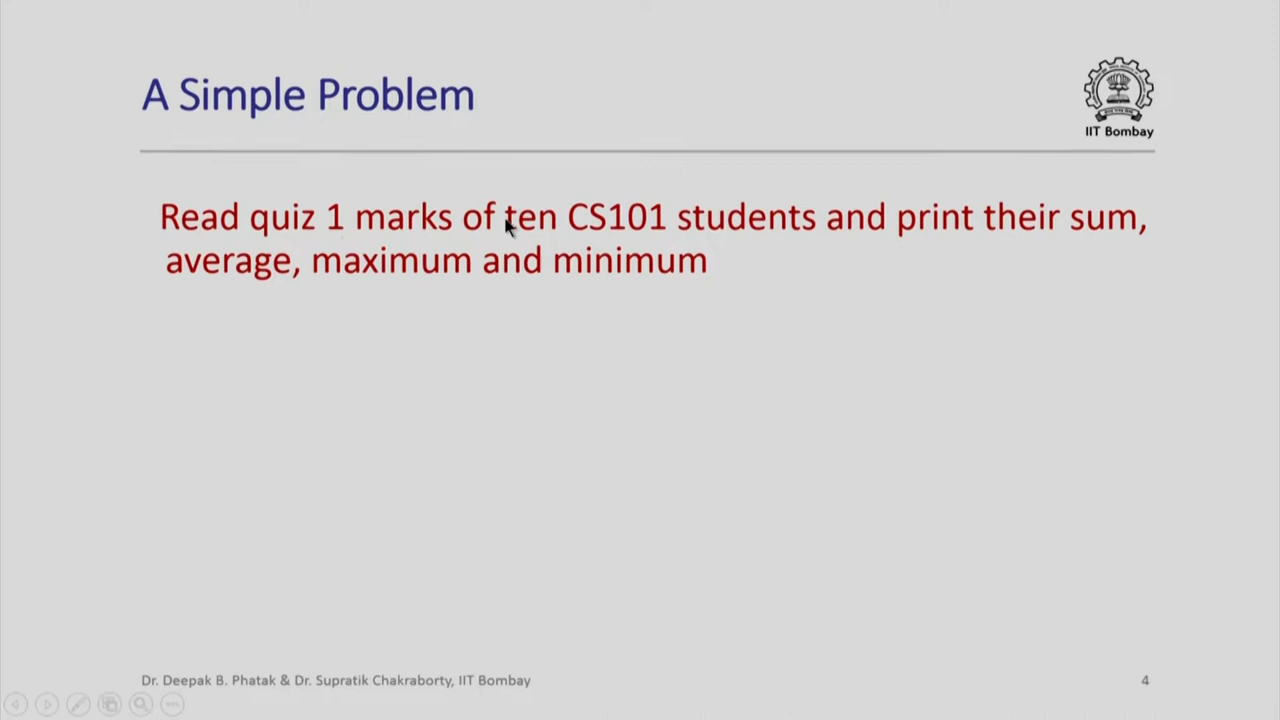 A Simple Problem
IIT Bombay
Read quiz 1 marks of ten CS101 students and print their sum,
average, maximum and minimum
Dr. Deepak B. Phatak & Dr. Supratik Chakraborty, IIT Bombay
4